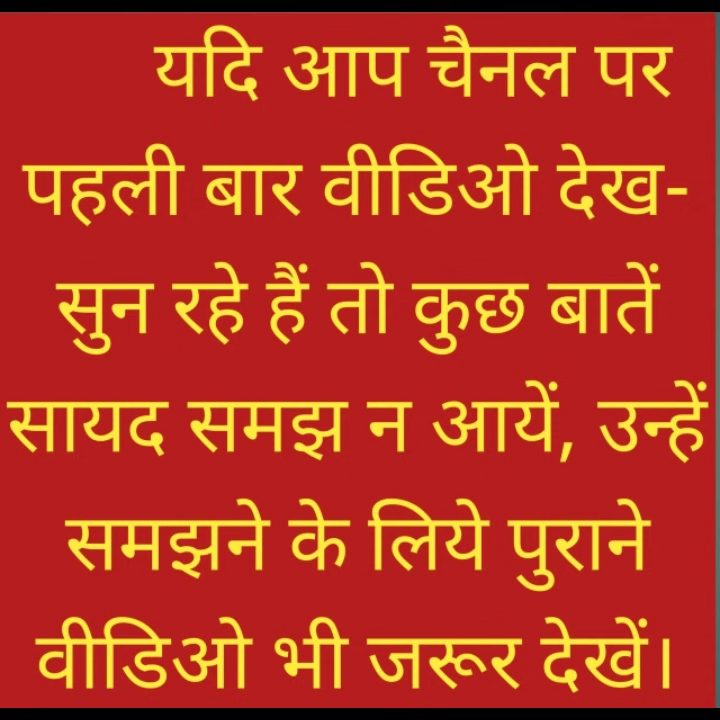 यदि आप चैनल पर
पहली बार वीडिओ देख-
सुन रहे हैं तो कुछ बातें
सायद समझ न आयें, उन्हें
समझने के लिये पुराने
वीडिओ भी जरूर देखें।